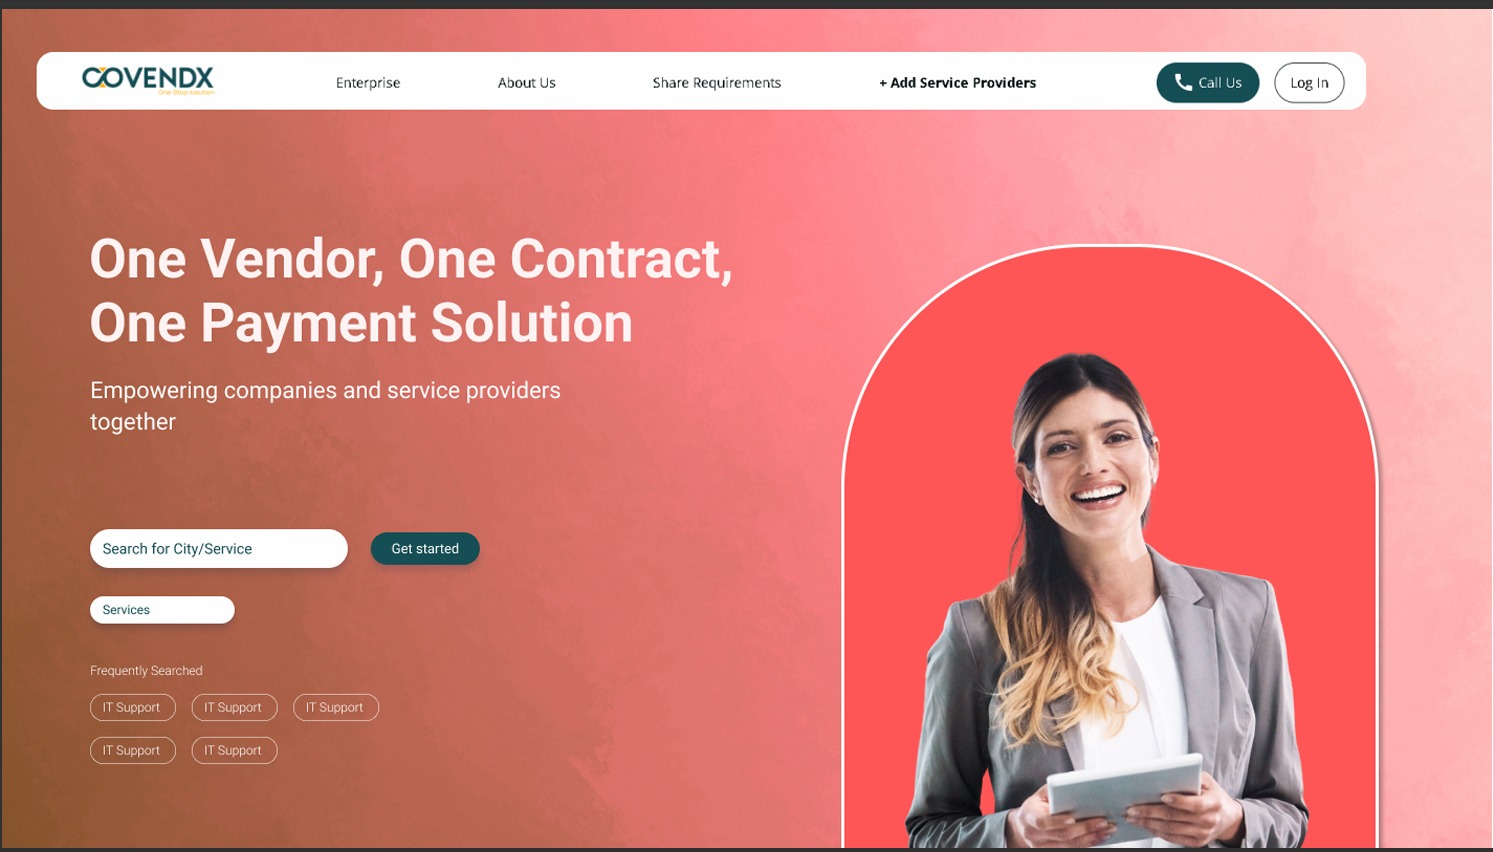 COVENDX
One Stop solution
Enterprise
About Us
Share Requirements
+ Add Service Providers
Call Us
Log In
One Vendor, One Contract,
One Payment Solution
Empowering companies and service providers
together
Search for City/Service
Get started
Services
Frequently Searched
IT Support
IT Support
IT Support
IT Support
IT Support